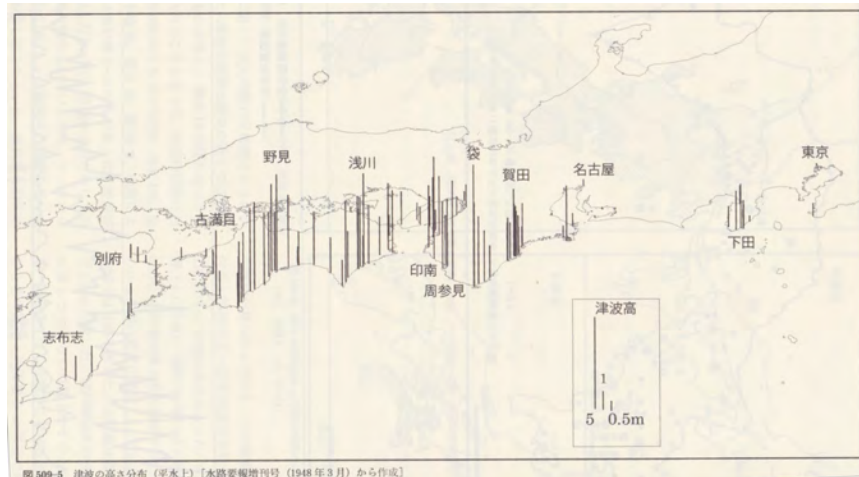 東京
袋
野見
浅川
賀田
名古屋
古満目
別府
下田
印南
周参見
志布志
津波高
1
5 0.5m
図509-5 津波の高さ分布(平水上)[水路要報増刊号(1948年3月)から作成]